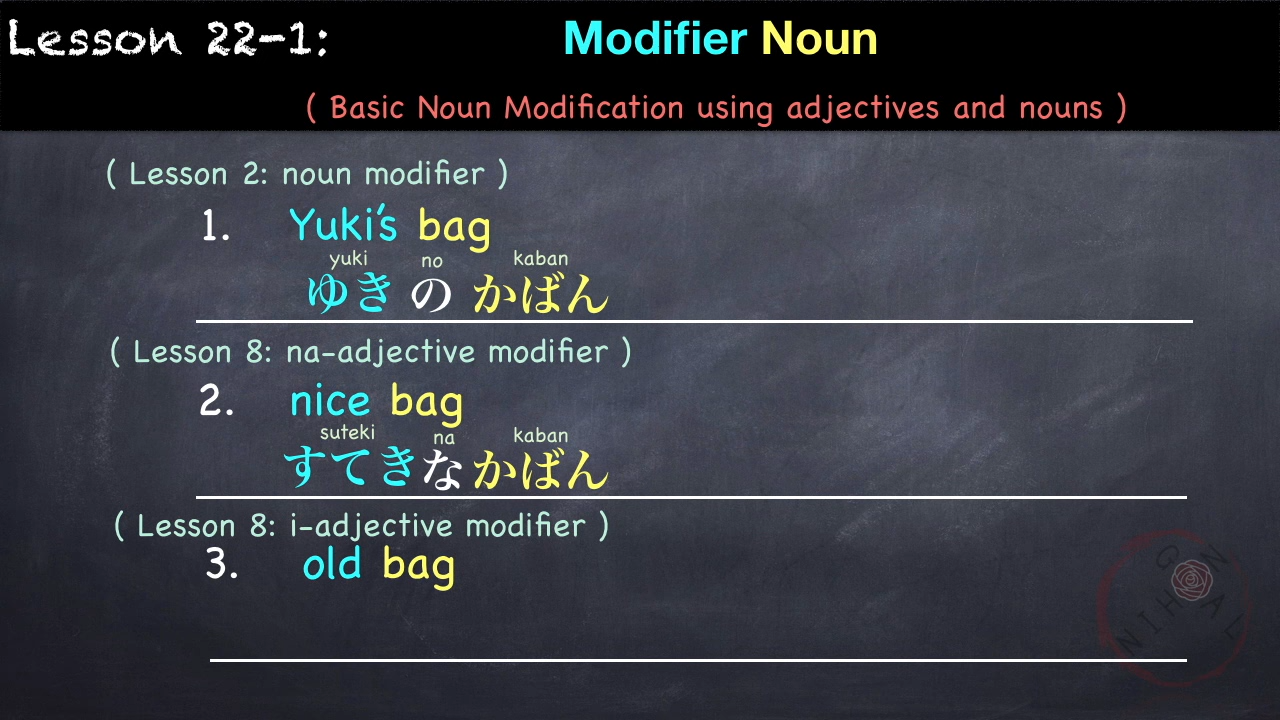 Lesson 22-1:
Modifier Noun
( Basic Noun Modification using adjectives and nouns )
( Lesson 2: noun modifier )
1. Yuki's bag
yuki no kaban
ゆき の かばん
( Lesson 8: na-adjective modifier )
2. nice bag
suteki na kaban
すてき な かばん
( Lesson 8: i-adjective modifier )
3. old bag
NIHONGO